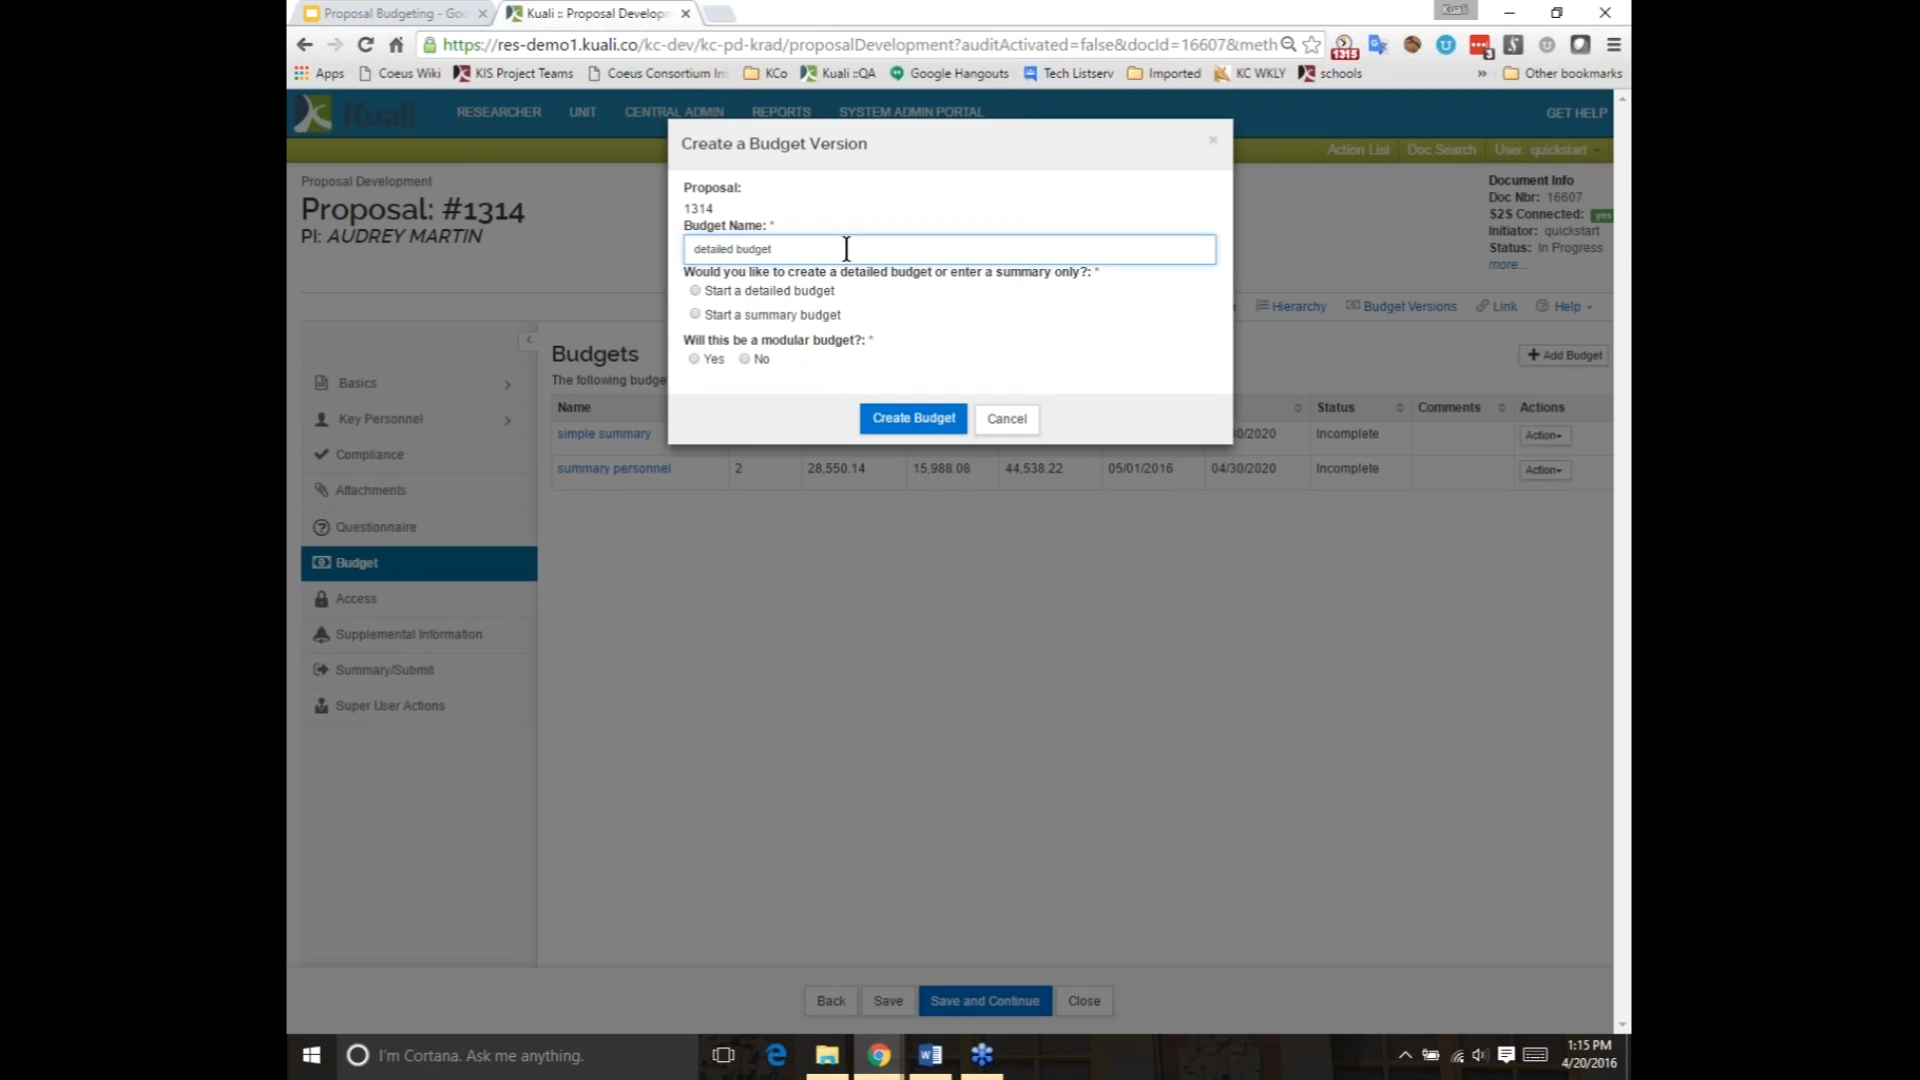 Proposal Budgeting - Goo
Kuali :: Proposal Developm
Kuali
https://res-demo1.kuali.co/kc-dev/kc-pd-krad/proposalDevelopment?auditActivated=false&docId=16607&meth
1315
3
Apps
Coeus Wiki
KIS Project Teams
Coeus Consortium In
KCo
Kuali ::QA
Google Hangouts
Tech Listserv
Imported
KC WKLY
schools
»
Other bookmarks
Kuali
RESEARCHER
UNIT
CENTRAL ADMIN
REPORTS
SYSTEM ADMIN PORTAL
GET HELP
Action List
Doc Search
User: quickstart
Proposal Development
Proposal: #1314
PI: AUDREY MARTIN
Document Info
Doc Nbr: 16607
S2S Connected: yes
Initiator: quickstart
Status: In Progress
more...
Hierarchy
Budget Versions
Link
Help
Create a Budget Version
×
Proposal:
1314
Budget Name: *
detailed budget
Would you like to create a detailed budget or enter a summary only?: *
Start a detailed budget
Start a summary budget
Will this be a modular budget?: *
Yes
No
Create Budget
Cancel
Basics
Key Personnel
Compliance
Attachments
Questionnaire
Budget
Access
Supplemental Information
Summary/Submit
Super User Actions
Budgets
+ Add Budget
The following budge
Name
Status
Comments
Actions
simple summary
30/2020
Incomplete
Action
summary personnel
2
28,550.14
15,988.08
44,538.22
05/01/2016
04/30/2020
Incomplete
Action
Back
Save
Save and Continue
Close
I'm Cortana. Ask me anything.
1:15 PM
4/20/2016